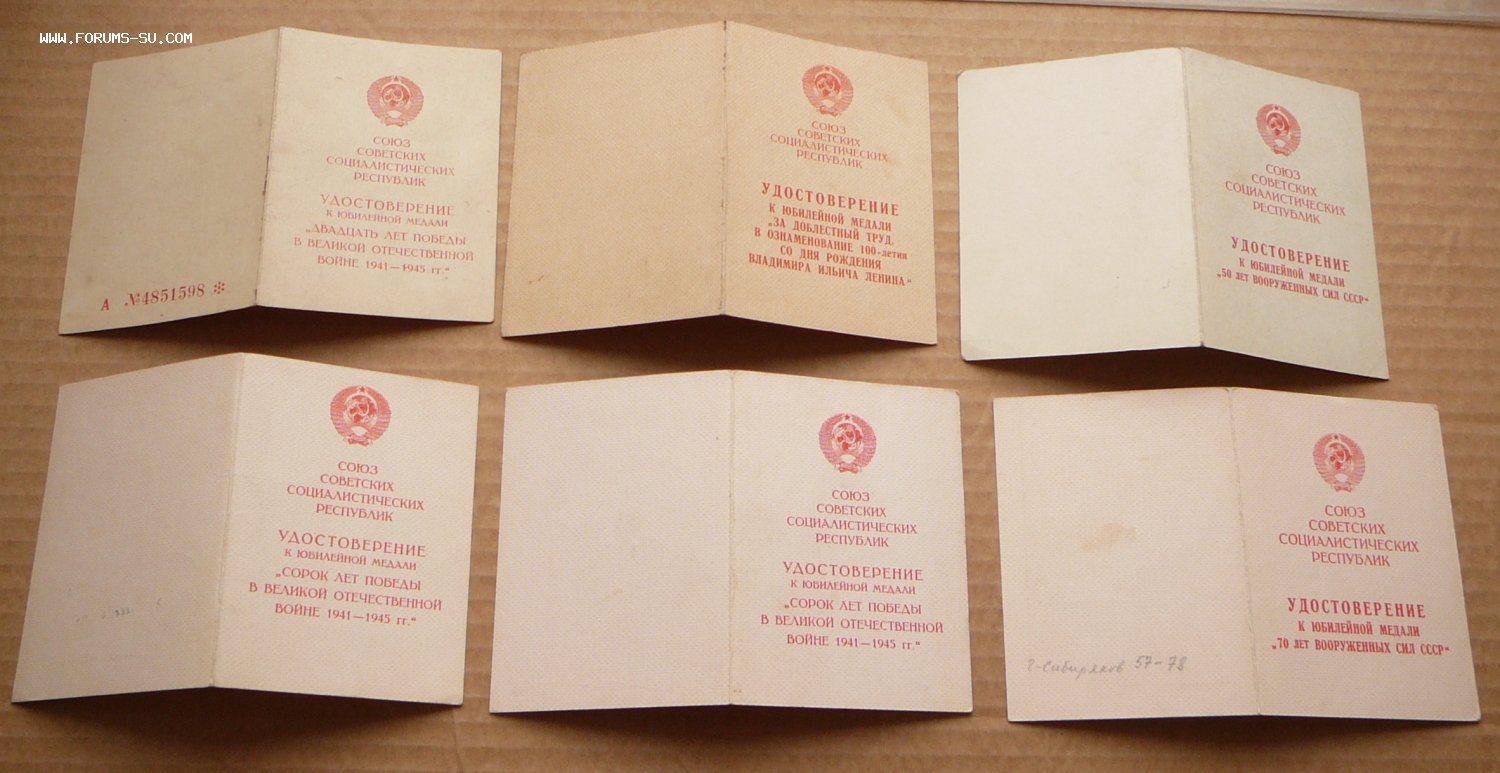 WWW.FORUMS-SU.COM
СОЮЗ
СОВЕТСКИХ
СОЦИАЛИСТИЧЕСКИХ
РЕСПУБЛИК
УДОСТОВЕРЕНИЕ
К ЮБИЛЕЙНОЙ МЕДАЛИ
„ДВАДЦАТЬ ЛЕТ ПОБЕДЫ
В ВЕЛИКОЙ ОТЕЧЕСТВЕННОЙ
ВОЙНЕ 1941—1945 гг.“
А №4851598 *
СОЮЗ
СОВЕТСКИХ
СОЦИАЛИСТИЧЕСКИХ
РЕСПУБЛИК
УДОСТОВЕРЕНИЕ
К ЮБИЛЕЙНОЙ МЕДАЛИ
„ЗА ДОБЛЕСТНЫЙ ТРУД.
В ОЗНАМЕНОВАНИЕ 100-летия
СО ДНЯ РОЖДЕНИЯ
ВЛАДИМИРА ИЛЬИЧА ЛЕНИНА“
СОЮЗ
СОВЕТСКИХ
СОЦИАЛИСТИЧЕСКИХ
РЕСПУБЛИК
УДОСТОВЕРЕНИЕ
К ЮБИЛЕЙНОЙ МЕДАЛИ
„50 ЛЕТ ВООРУЖЕННЫХ СИЛ СССР“
СОЮЗ
СОВЕТСКИХ
СОЦИАЛИСТИЧЕСКИХ
РЕСПУБЛИК
УДОСТОВЕРЕНИЕ
К ЮБИЛЕЙНОЙ МЕДАЛИ
„СОРОК ЛЕТ ПОБЕДЫ
В ВЕЛИКОЙ ОТЕЧЕСТВЕННОЙ
ВОЙНЕ 1941—1945 гг.“
СОЮЗ
СОВЕТСКИХ
СОЦИАЛИСТИЧЕСКИХ
РЕСПУБЛИК
УДОСТОВЕРЕНИЕ
К ЮБИЛЕЙНОЙ МЕДАЛИ
„СОРОК ЛЕТ ПОБЕДЫ
В ВЕЛИКОЙ ОТЕЧЕСТВЕННОЙ
ВОЙНЕ 1941—1945 гг.“
СОЮЗ
СОВЕТСКИХ
СОЦИАЛИСТИЧЕСКИХ
РЕСПУБЛИК
УДОСТОВЕРЕНИЕ
К ЮБИЛЕЙНОЙ МЕДАЛИ
„70 ЛЕТ ВООРУЖЕННЫХ СИЛ СССР“
г-Сибиряков 57-78